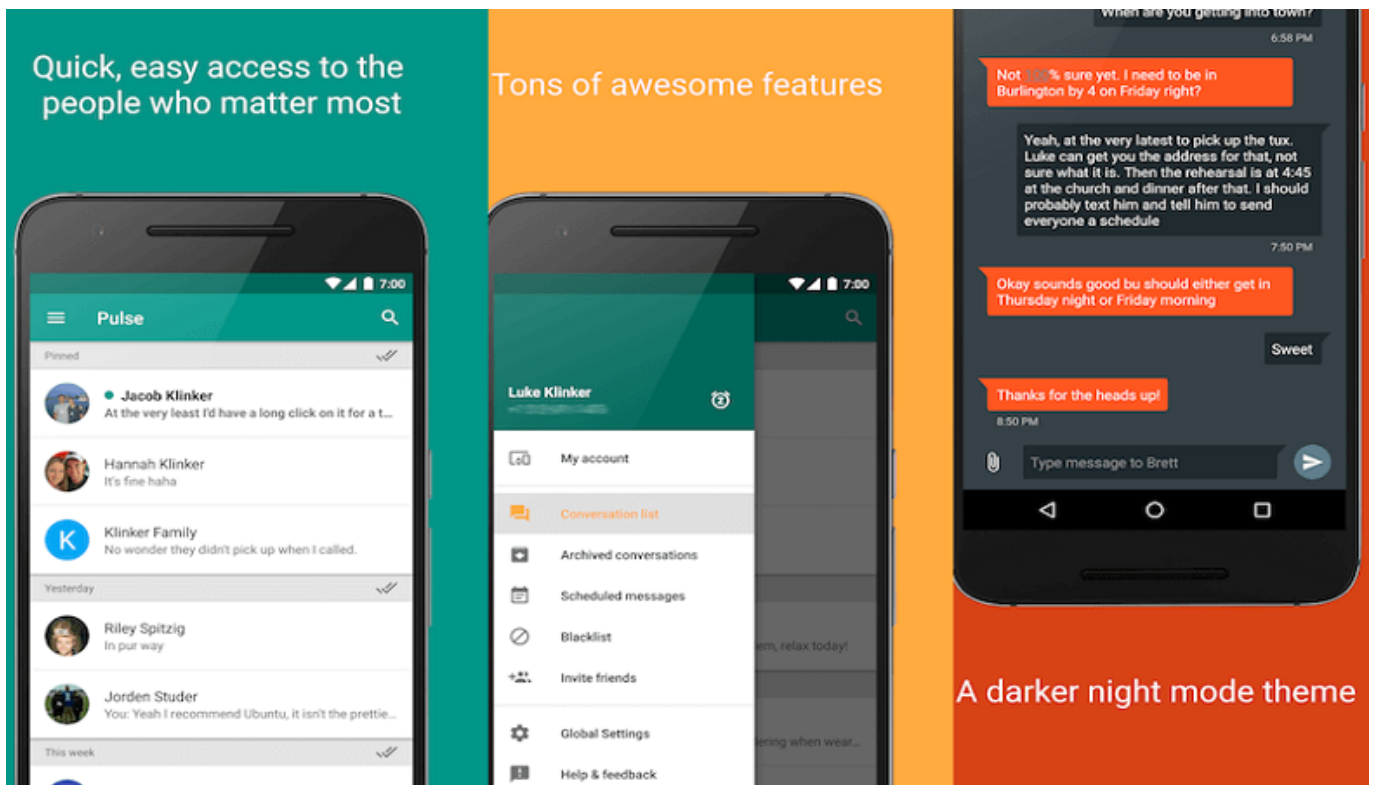 Quick, easy access to the
people who matter most
7:00
Pulse
Pinned
Jacob Klinker
At the very least I'd have a long click on it for a t...
Hannah Klinker
It's fine haha
K
Klinker Family
No wonder they didn't pick up when I called.
Yesterday
Riley Spitzig
In pur way
Jorden Studer
You: Yeah I recommend Ubuntu, it isn't the prettie...
This week
Tons of awesome features
7:00
Luke Klinker
My account
Conversation list
Archived conversations
Scheduled messages
Blacklist
em, relax today!
Invite friends
Global Settings
lering when wear...
Help & feedback
When are you getting into town?
6:58 PM
Not % sure yet. I need to be in
Burlington by 4 on Friday right?
Yeah, at the very latest to pick up the tux.
Luke can get you the address for that, not
sure what it is. Then the rehearsal is at 4:45
at the church and dinner after that. I should
probably text him and tell him to send
everyone a schedule
7:50 PM
Okay sounds good bu should either get in
Thursday night or Friday morning
Sweet
Thanks for the heads up!
8:50 PM
Type message to Brett
A darker night mode theme